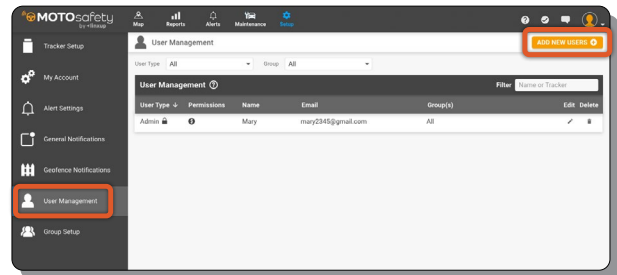 MOTOsafety
Map Reports Alerts Maintenance Setup
User Management
ADD NEW USERS
User Type All Group All
User Management Filter Name or Tracker
User Type Permissions Name Email Group(s) Edit Delete
Admin Mary mary2345@gmail.com All
Tracker Setup
My Account
Alert Settings
General Notifications
Geofence Notifications
User Management
Group Setup